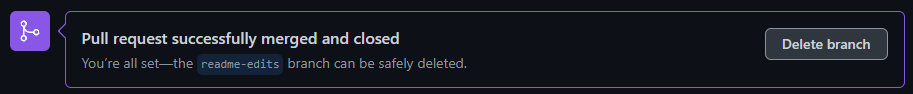 Pull request successfully merged and closed
Delete branch
You’re all set—the readme-edits branch can be safely deleted.